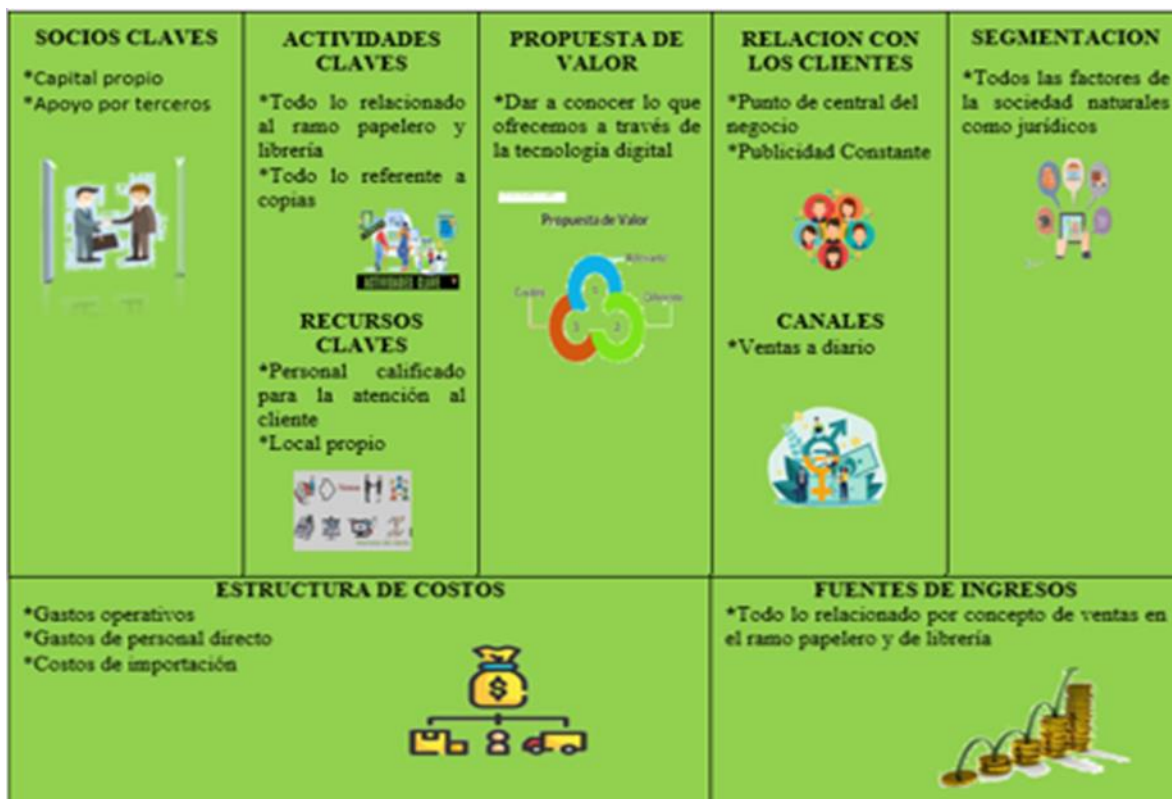 SOCIOS CLAVES
*Capital propio
*Apoyo por terceros
ACTIVIDADES
CLAVES
*Todo lo relacionado
al ramo papelero y
librería
*Todo lo referente a
copias
ACTIVIDADES CLAVE
RECURSOS
CLAVES
*Personal calificado
para la atención al
cliente
*Local propio
PROPUESTA DE
VALOR
*Dar a conocer lo que
ofrecemos a través de
la tecnología digital
Propuesta de Valor
1
3
2
RELACION CON
LOS CLIENTES
*Punto de central del
negocio
*Publicidad Constante
CANALES
*Ventas a diario
SEGMENTACION
*Todos las factores de
la sociedad naturales
como jurídicos
ESTRUCTURA DE COSTOS
*Gastos operativos
*Gastos de personal directo
*Costos de importación
$
FUENTES DE INGRESOS
*Todo lo relacionado por concepto de ventas en
el ramo papelero y de librería